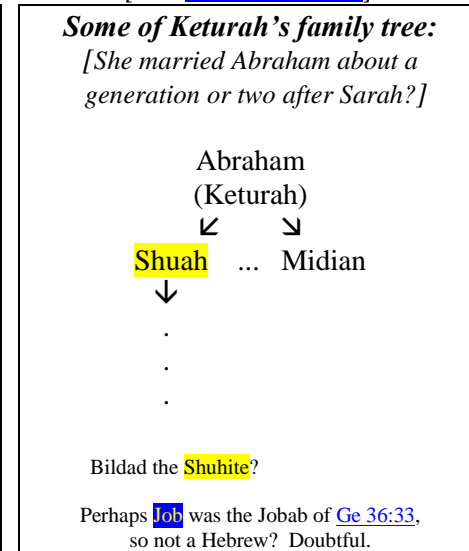 Some of Keturah’s family tree:
[She married Abraham about a
generation or two after Sarah?]
Abraham
(Keturah)
↙ ↘
Shuah ... Midian
↓
.
.
.
Bildad the Shuhite?
Perhaps Job was the Jobab of Ge 36:33,
so not a Hebrew? Doubtful.